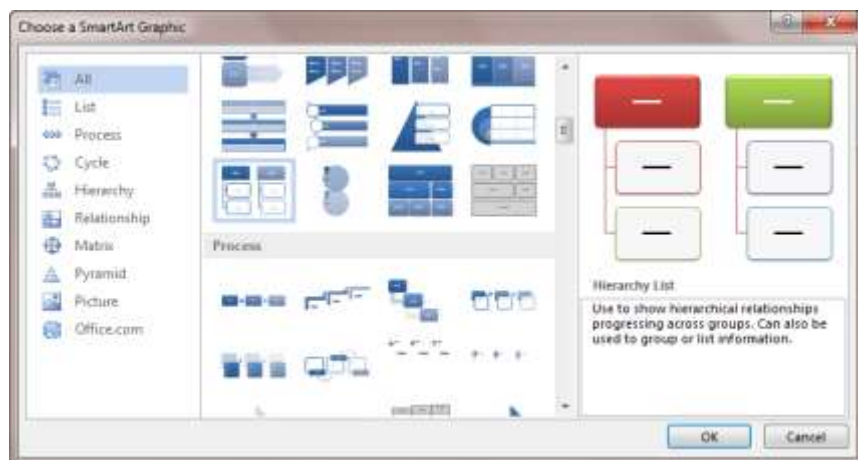 Choose a SmartArt Graphic
All
List
Process
Cycle
Hierarchy
Relationship
Matrix
Pyramid
Picture
Office.com
Process
Hierarchy List
Use to show hierarchical relationships
progressing across groups. Can also be
used to group or list information.
OK
Cancel